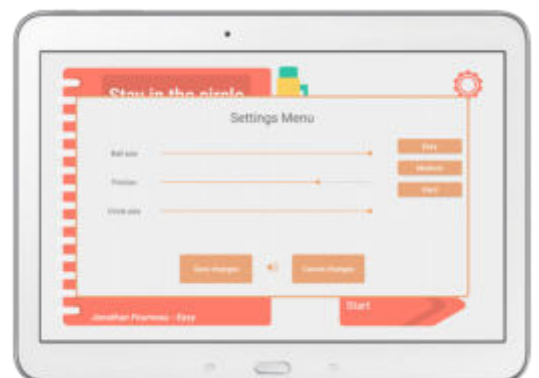 Stay in the circle
Settings Menu
Ball size
Easy
Medium
Friction
Hard
Circle size
Save changes
Cancel changes
Start
- Easy